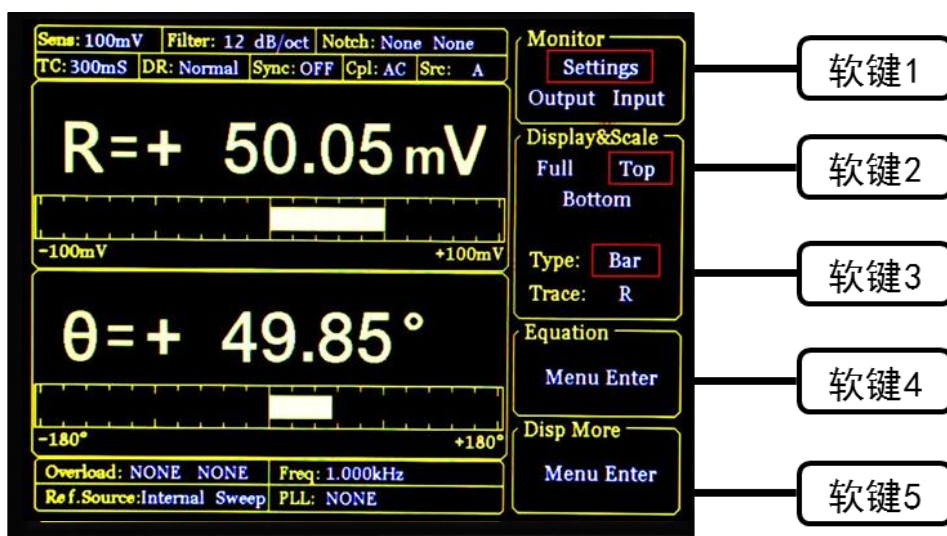 Sens: 100mV Filter: 12 dB/oct Notch: None None
TC: 300mS DR: Normal Sync: OFF Cpl: AC Src: A
R=+ 50.05 mV
-100mV +100mV
θ=+ 49.85°
-180° +180°
Overload: NONE NONE Freq: 1.000kHz
Ref.Source:Internal Sweep PLL: NONE
Monitor
Settings
Output Input
Display&Scale
Full Top
Bottom
Type: Bar
Trace: R
Equation
Menu Enter
Disp More
Menu Enter
软键1
软键2
软键3
软键4
软键5